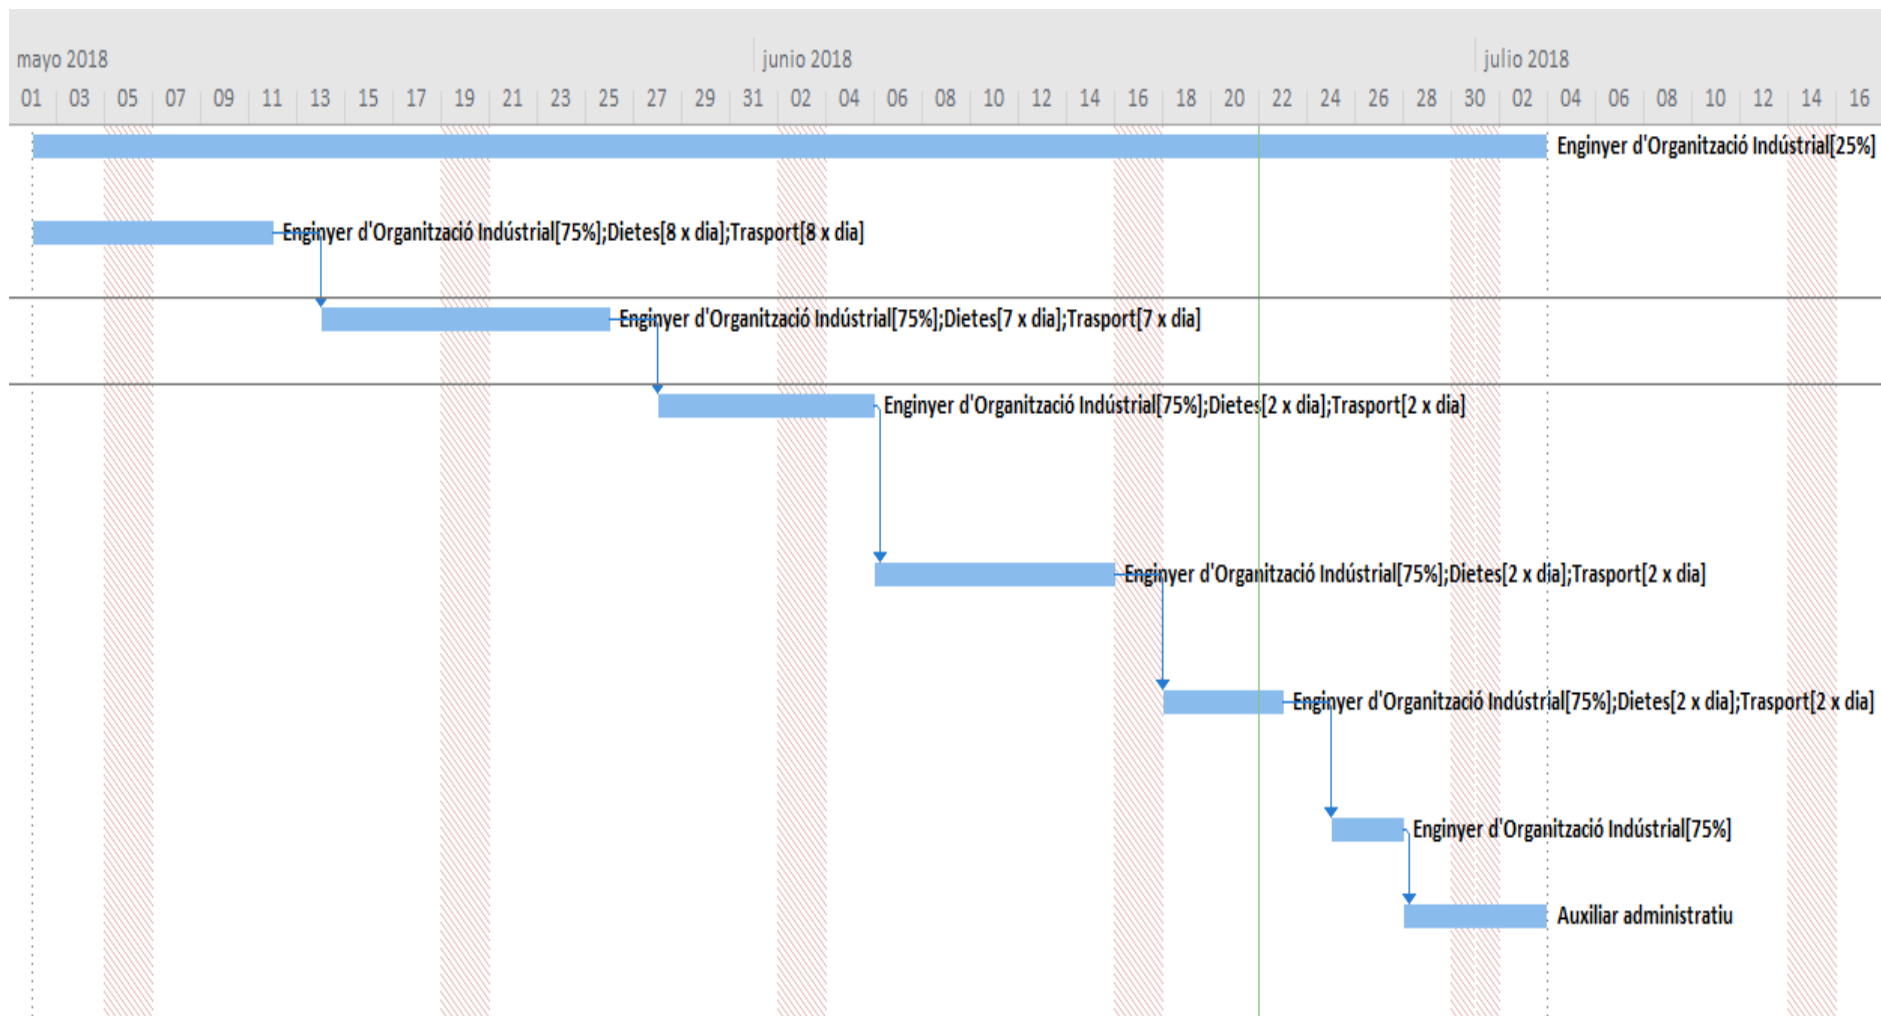 mayo 2018 junio 2018 julio 2018
01 03 05 07 09 11 13 15 17 19 21 23 25 27 29 31 02 04 06 08 10 12 14 16 18 20 22 24 26 28 30 02 04 06 08 10 12 14 16
Enginyer d'Organització Indústrial[25%]
Enginyer d'Organització Indústrial[75%];Dietes[8 x dia];Trasport[8 x dia]
Enginyer d'Organització Indústrial[75%];Dietes[7 x dia];Trasport[7 x dia]
Enginyer d'Organització Indústrial[75%];Dietes[2 x dia];Trasport[2 x dia]
Enginyer d'Organització Indústrial[75%];Dietes[2 x dia];Trasport[2 x dia]
Enginyer d'Organització Indústrial[75%];Dietes[2 x dia];Trasport[2 x dia]
Enginyer d'Organització Indústrial[75%]
Auxiliar administratiu